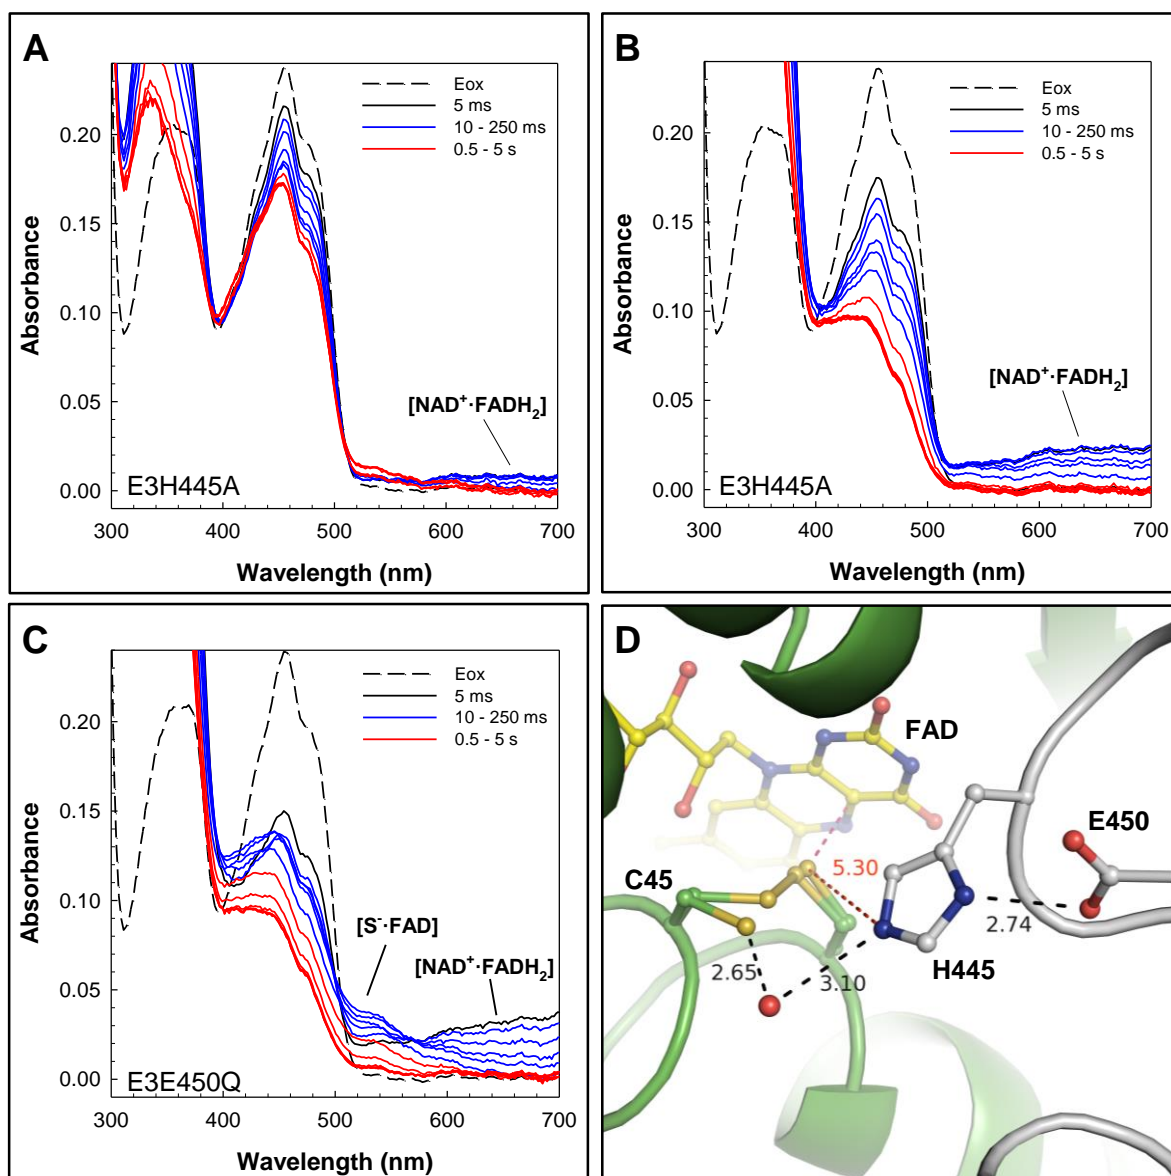 A
Eox
5 ms
10 - 250 ms
0.5 - 5 s
0.20
0.15
0.10
0.05
0.00
Absorbance
[NAD⁺·FADH₂]
E3H445A
300 400 500 600 700
Wavelength (nm)
B
Eox
5 ms
10 - 250 ms
0.5 - 5 s
0.20
0.15
0.10
0.05
0.00
Absorbance
[NAD⁺·FADH₂]
E3H445A
300 400 500 600 700
Wavelength (nm)
C
Eox
5 ms
10 - 250 ms
0.5 - 5 s
0.20
0.15
0.10
0.05
0.00
Absorbance
[S⁻·FAD]
[NAD⁺·FADH₂]
E3E450Q
300 400 500 600 700
Wavelength (nm)
D
FAD
E450
5.30
C45
2.74
2.65
3.10
H445